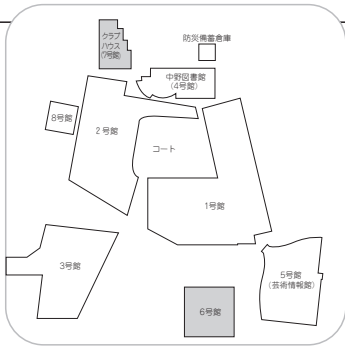 クラブ
ハウス
(7号館)
防災備蓄倉庫
中野図書館
(4号館)
8号館
2号館
コート
1号館
3号館
5号館
(芸術情報館)
6号館